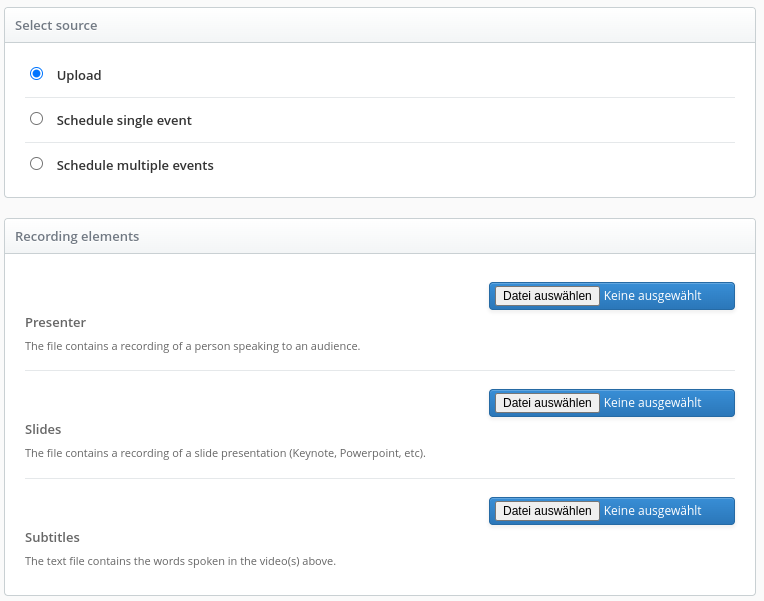 Select source
Upload
Schedule single event
Schedule multiple events
Recording elements
Datei auswählen Keine ausgewählt
Presenter
The file contains a recording of a person speaking to an audience.
Datei auswählen Keine ausgewählt
Slides
The file contains a recording of a slide presentation (Keynote, Powerpoint, etc).
Datei auswählen Keine ausgewählt
Subtitles
The text file contains the words spoken in the video(s) above.